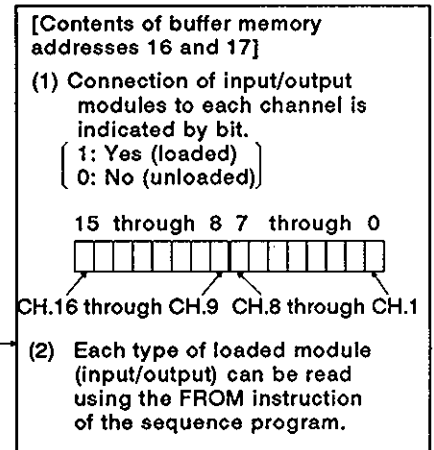 [Contents of buffer memory
addresses 16 and 17]
(1) Connection of input/output
modules to each channel is
indicated by bit.
1: Yes (loaded)
0: No (unloaded)
15 through 8 7 through 0
CH.16 through CH.9 CH.8 through CH.1
(2) Each type of loaded module
(input/output) can be read
using the FROM instruction
of the sequence program.